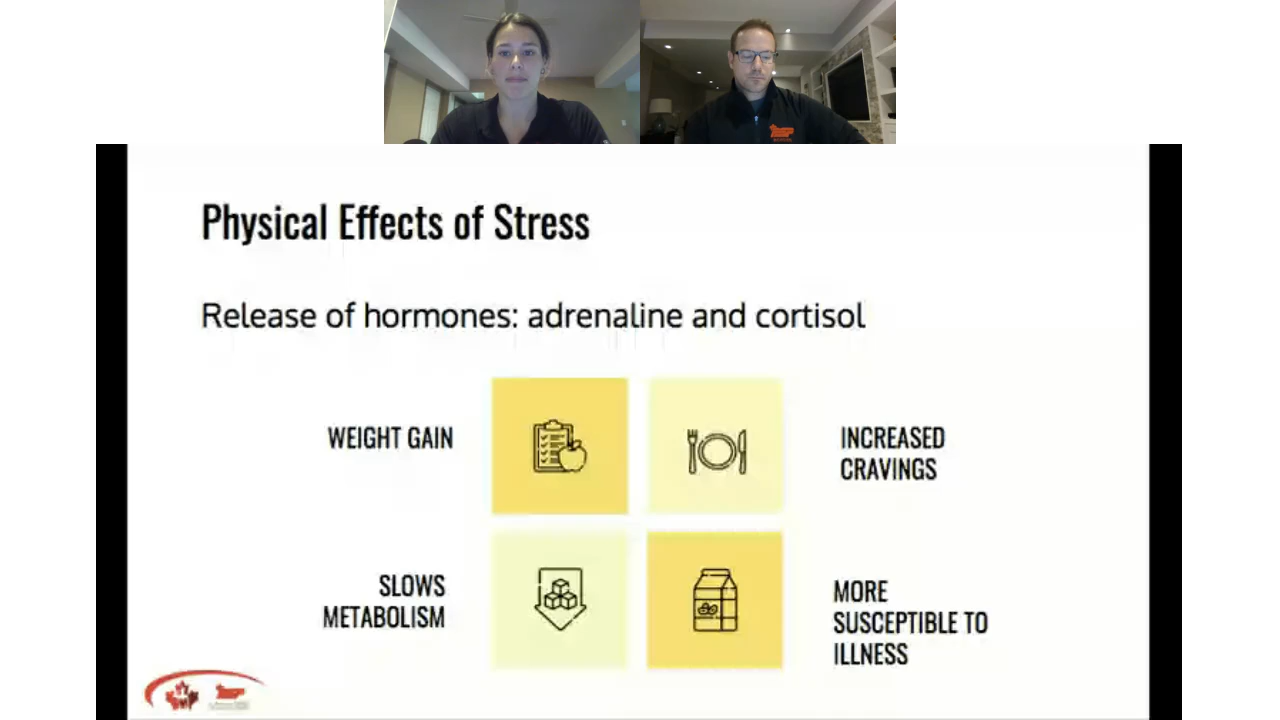 Physical Effects of Stress
Release of hormones: adrenaline and cortisol
WEIGHT GAIN
INCREASED
CRAVINGS
SLOWS
METABOLISM
MORE
SUSCEPTIBLE TO
ILLNESS